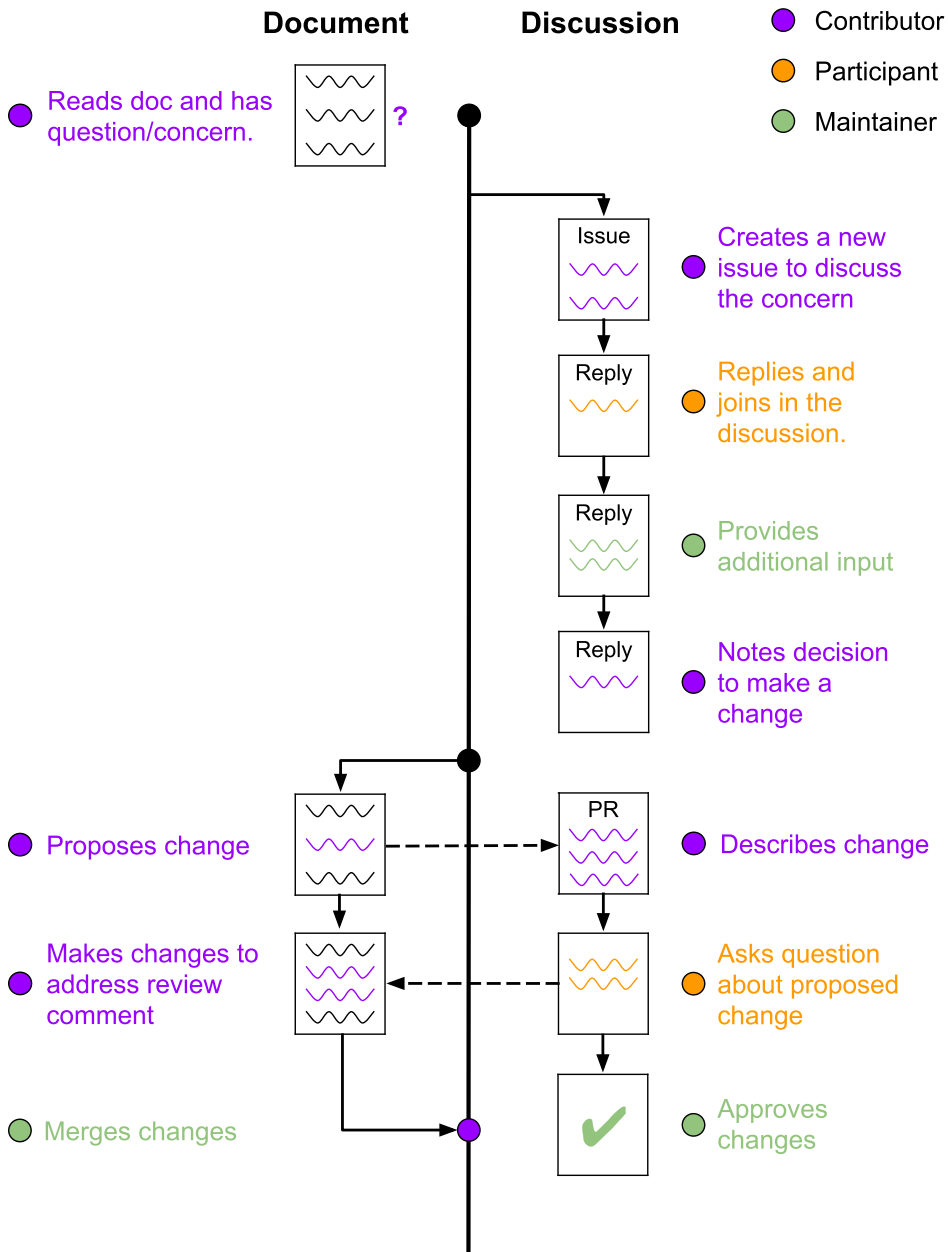 Document
Discussion
Contributor
Participant
Maintainer
Reads doc and has
question/concern.
?
Issue
Creates a new
issue to discuss
the concern
Reply
Replies and
joins in the
discussion.
Reply
Provides
additional input
Reply
Notes decision
to make a
change
Proposes change
PR
Describes change
Makes changes to
address review
comment
Asks question
about proposed
change
Merges changes
Approves
changes